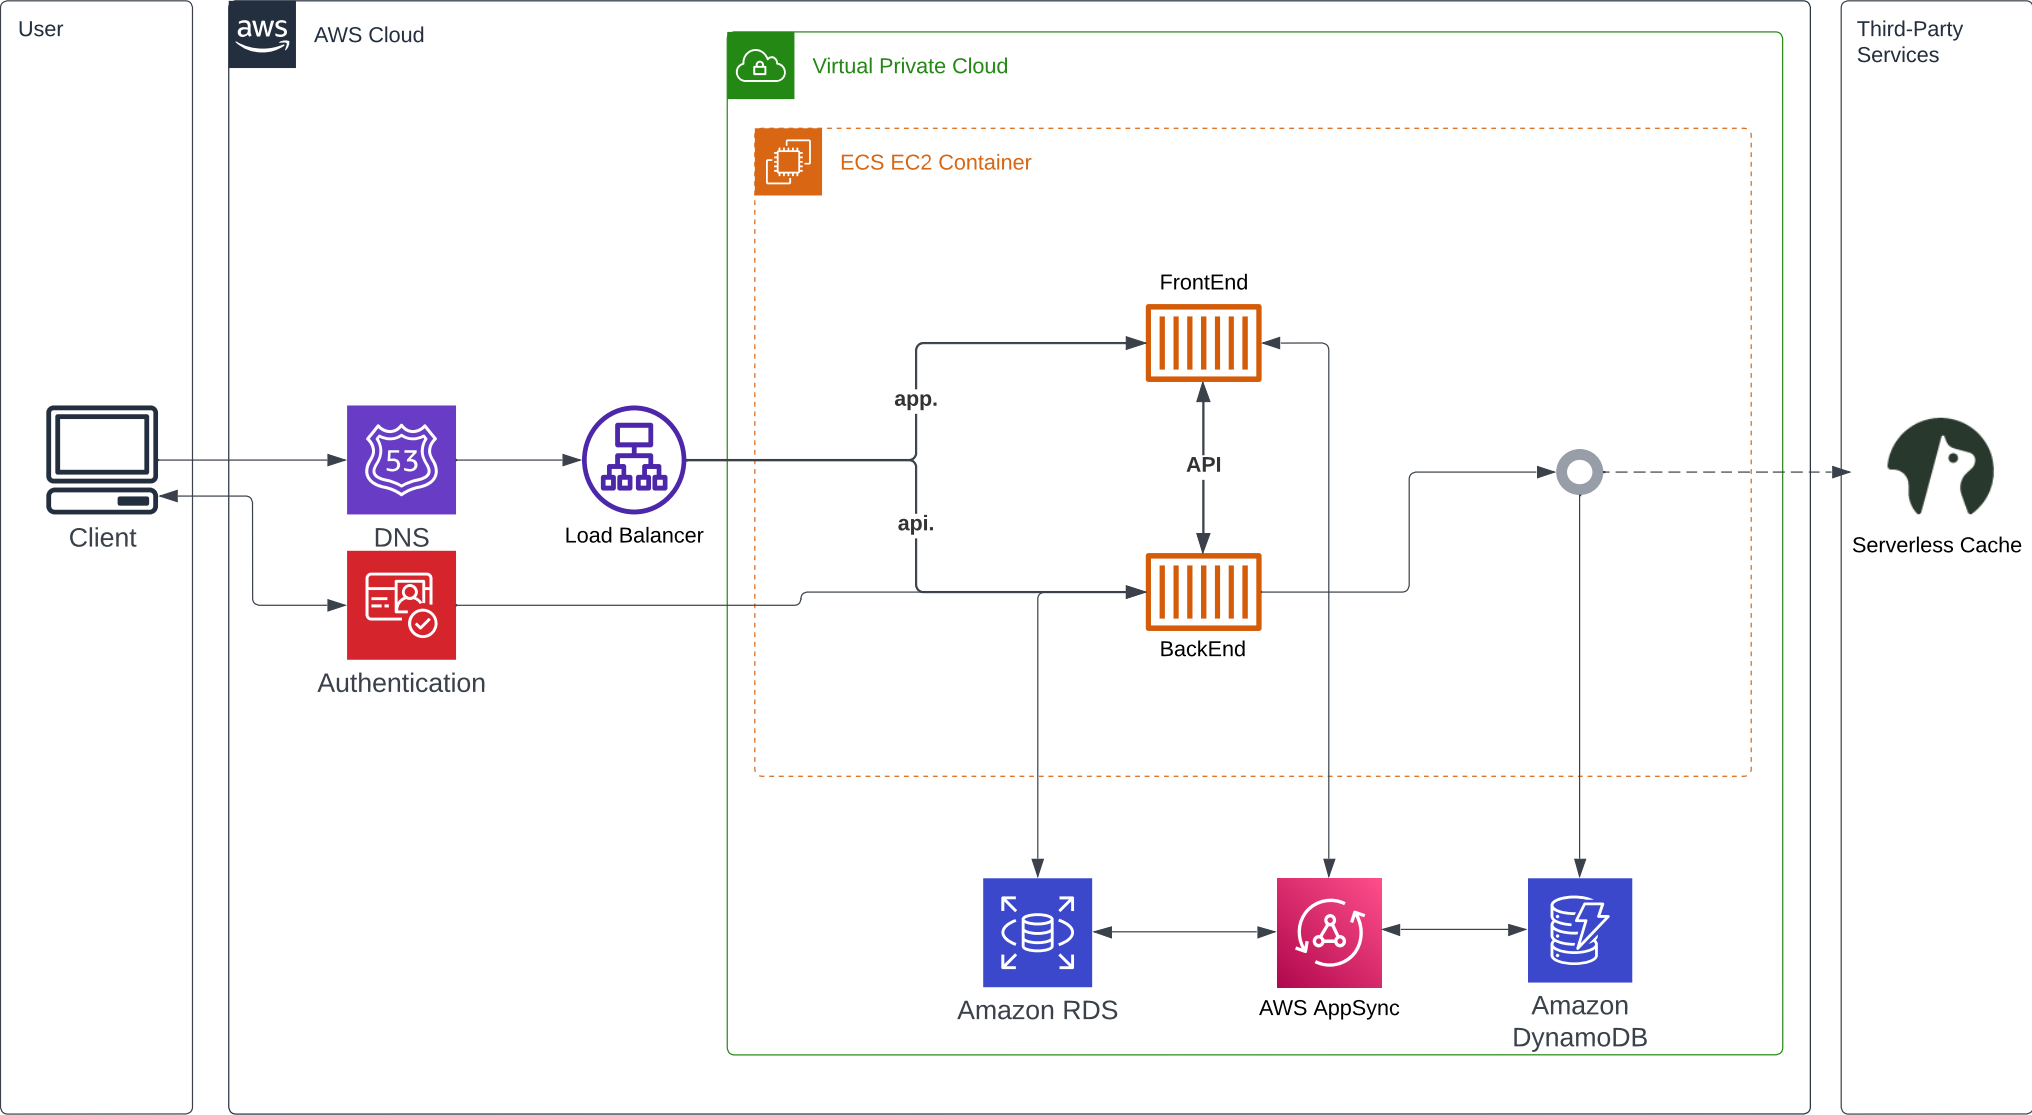 User
aws
AWS Cloud
Virtual Private Cloud
ECS EC2 Container
Third-Party
Services
FrontEnd
app.
53
API
api.
Client
DNS
Load Balancer
Serverless Cache
BackEnd
Authentication
Amazon RDS
AWS AppSync
Amazon
DynamoDB